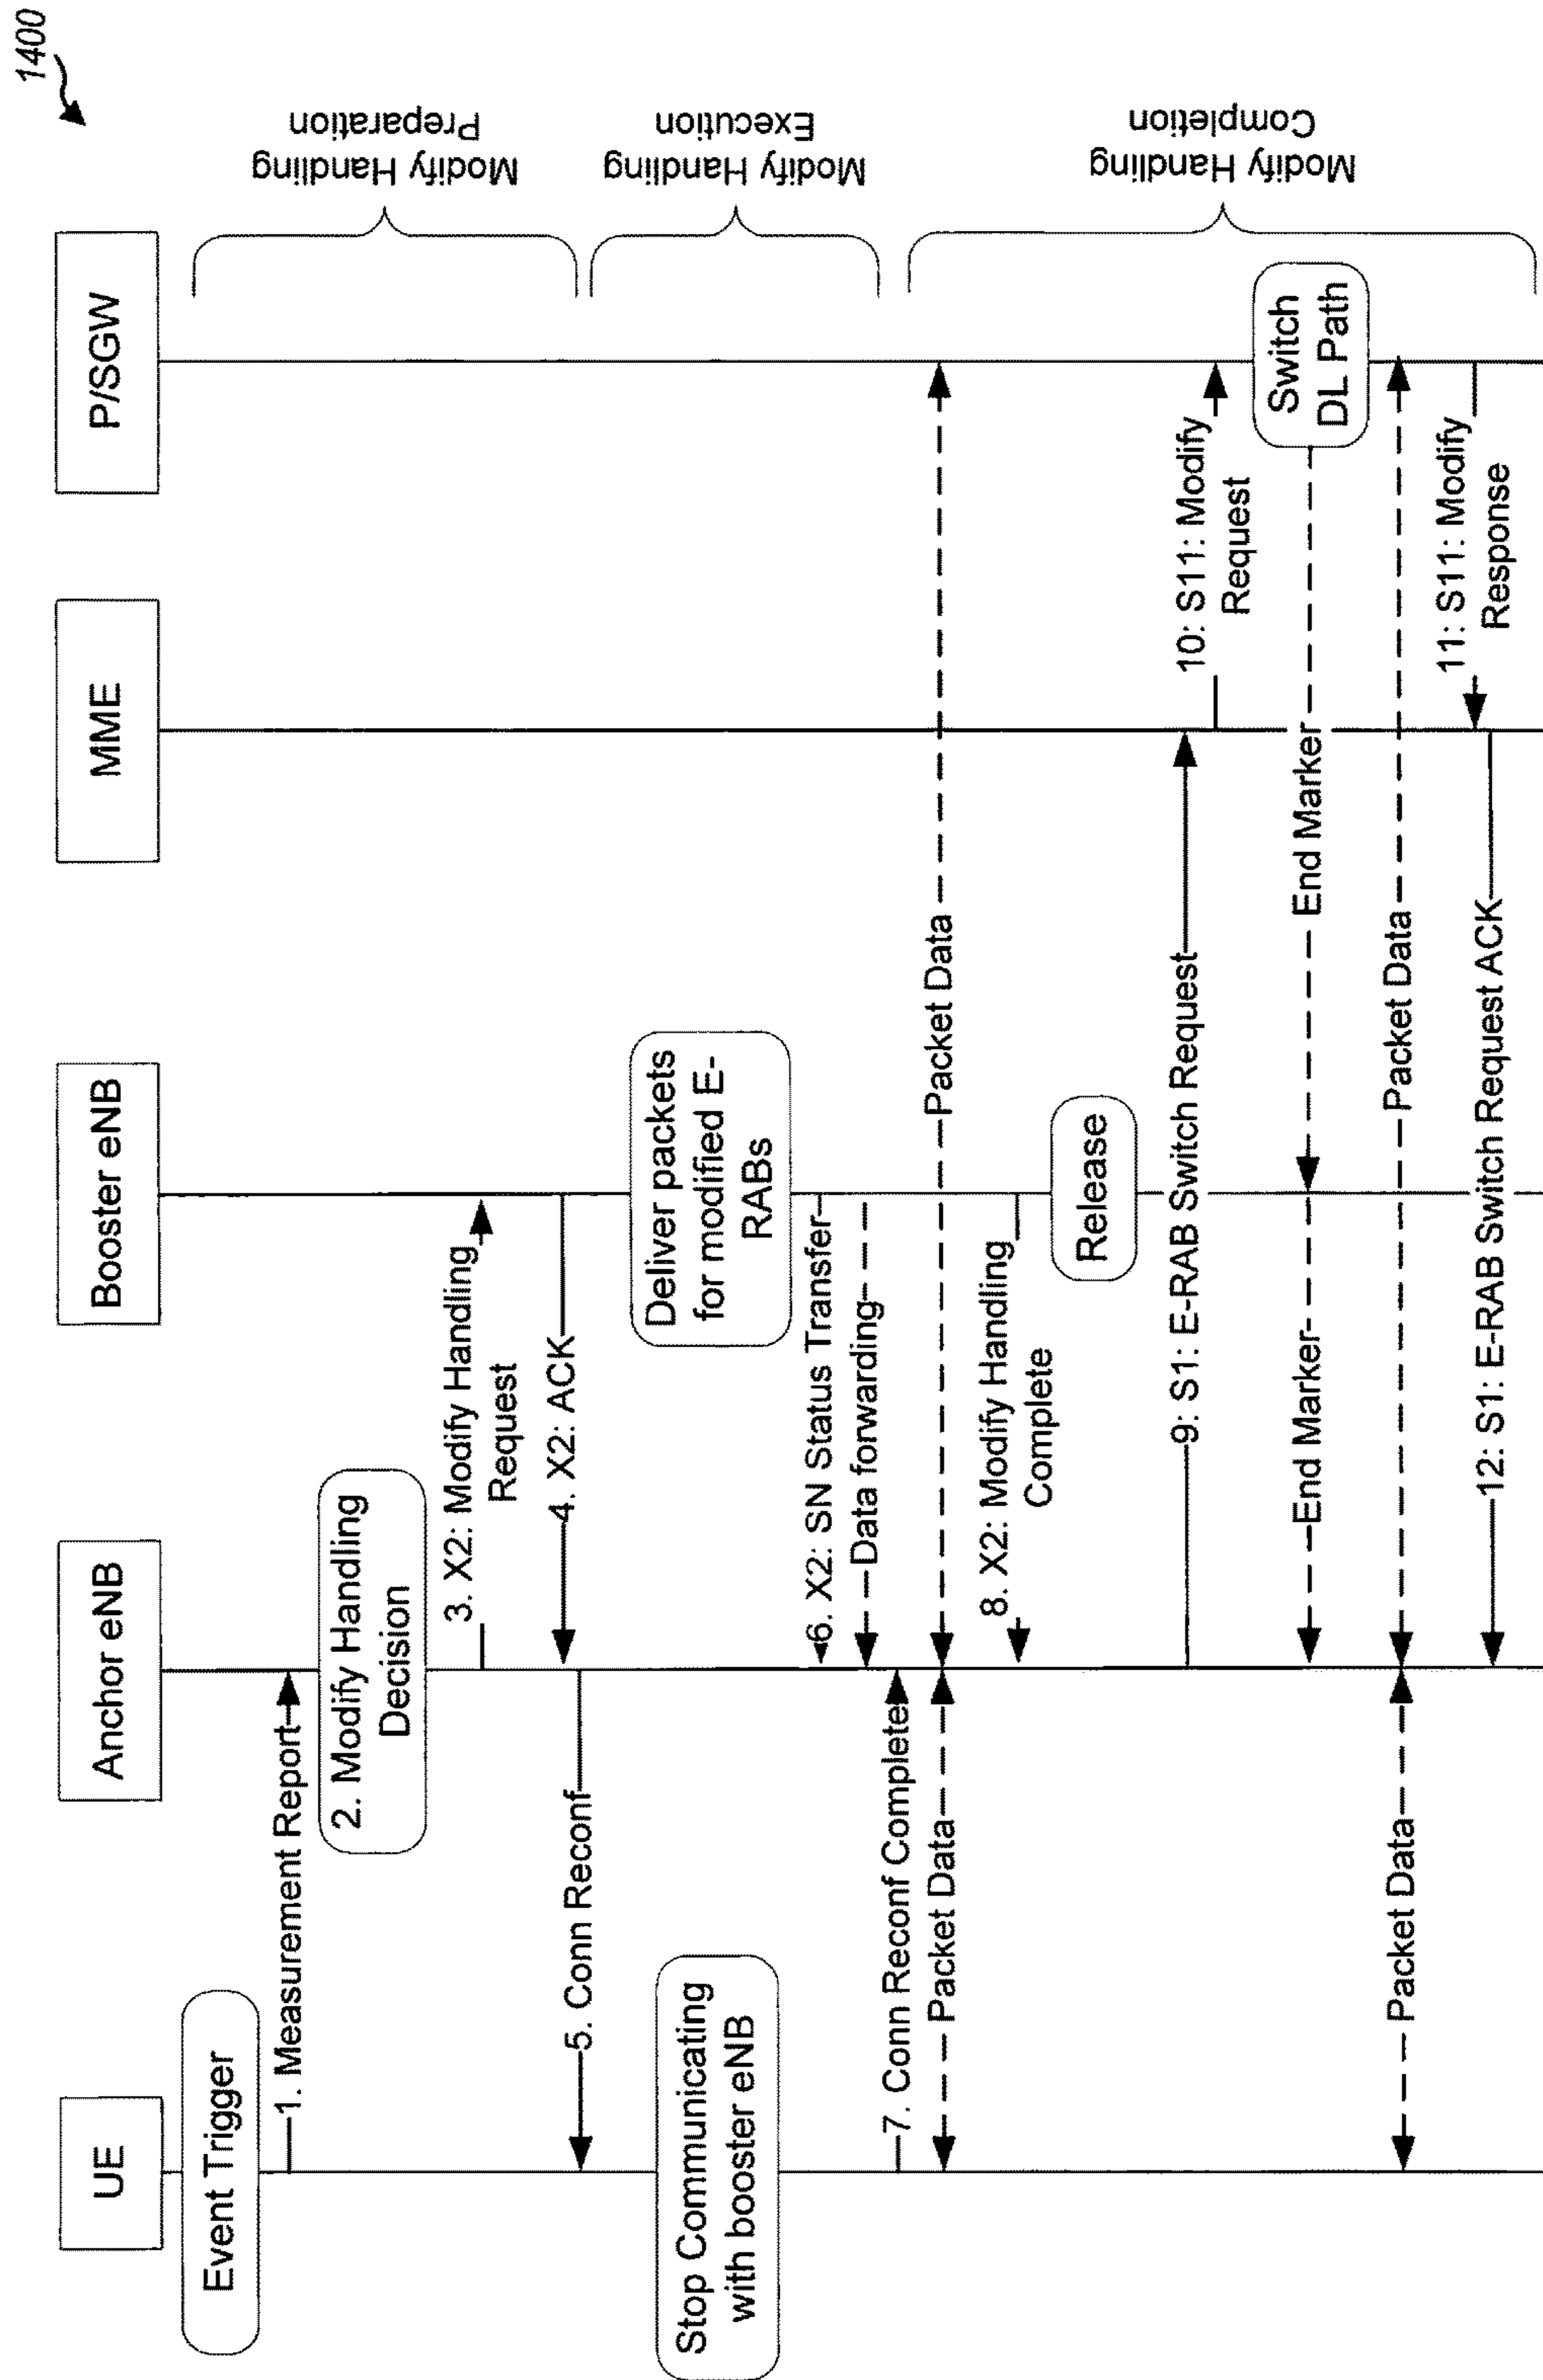 1400
UE
Anchor eNB
Booster eNB
MME
P/SGW
Event Trigger
1. Measurement Report
2. Modify Handling
Decision
3. X2: Modify Handling
Request
4. X2: ACK
Modify Handling
Preparation
5. Conn Reconf
Stop Communicating
with booster eNB
Deliver packets
for modified E-
RABs
6. X2: SN Status Transfer
Data forwarding
Modify Handling
Execution
7. Conn Reconf Complete
Packet Data
Packet Data
8. X2: Modify Handling
Complete
Release
9: S1: E-RAB Switch Request
10: S11: Modify
Request
Switch
DL Path
End Marker
End Marker
Packet Data
Packet Data
11: S11: Modify
Response
12: S1: E-RAB Switch Request ACK
Modify Handling
Completion